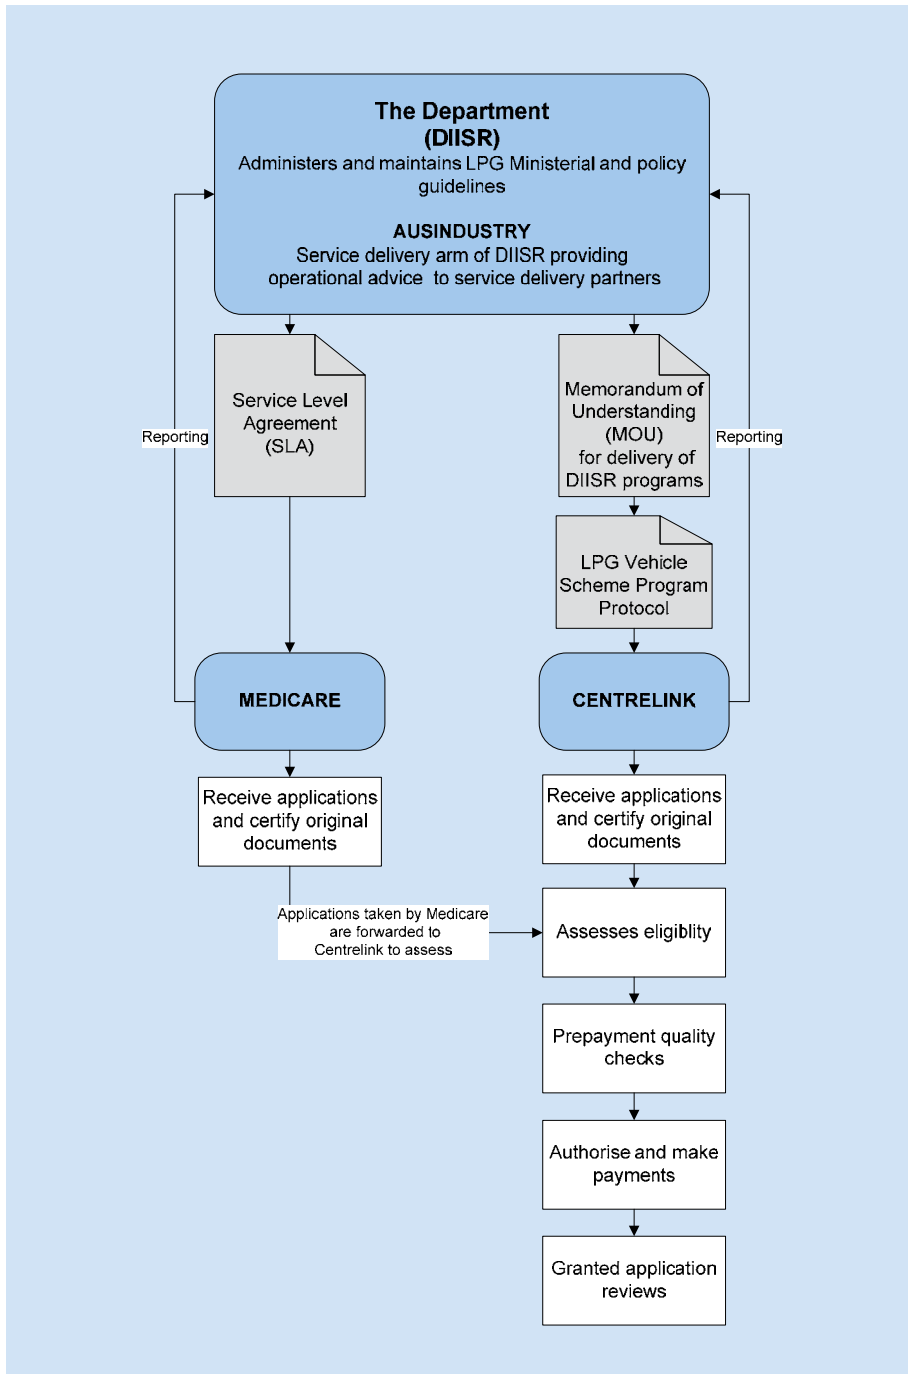 The Department
(DIISR)
Administers and maintains LPG Ministerial and policy
guidelines
AUSINDUSTRY
Service delivery arm of DIISR providing
operational advice to service delivery partners
Service Level
Agreement
(SLA)
Memorandum of
Understanding
(MOU)
for delivery of
DIISR programs
Reporting
Reporting
LPG Vehicle
Scheme Program
Protocol
MEDICARE
CENTRELINK
Receive applications
and certify original
documents
Receive applications
and certify original
documents
Applications taken by Medicare
are forwarded to
Centrelink to assess
Assesses eligiblity
Prepayment quality
checks
Authorise and make
payments
Granted application
reviews